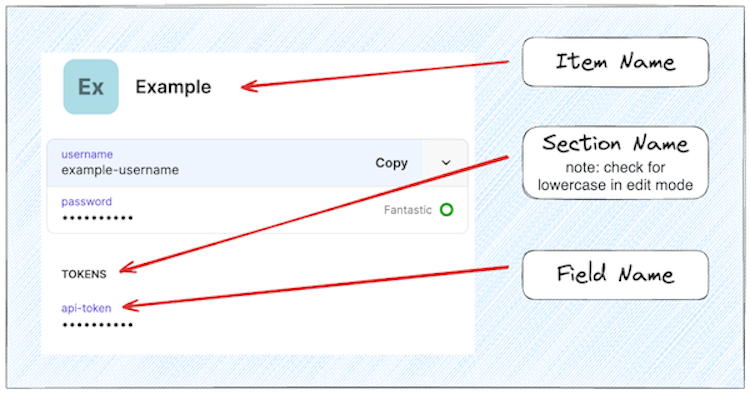 Ex
Example
Item Name
username
example-username
Copy
Section Name
note: check for
lowercase in edit mode
password
••••••••••
Fantastic
TOKENS
Field Name
api-token
••••••••••